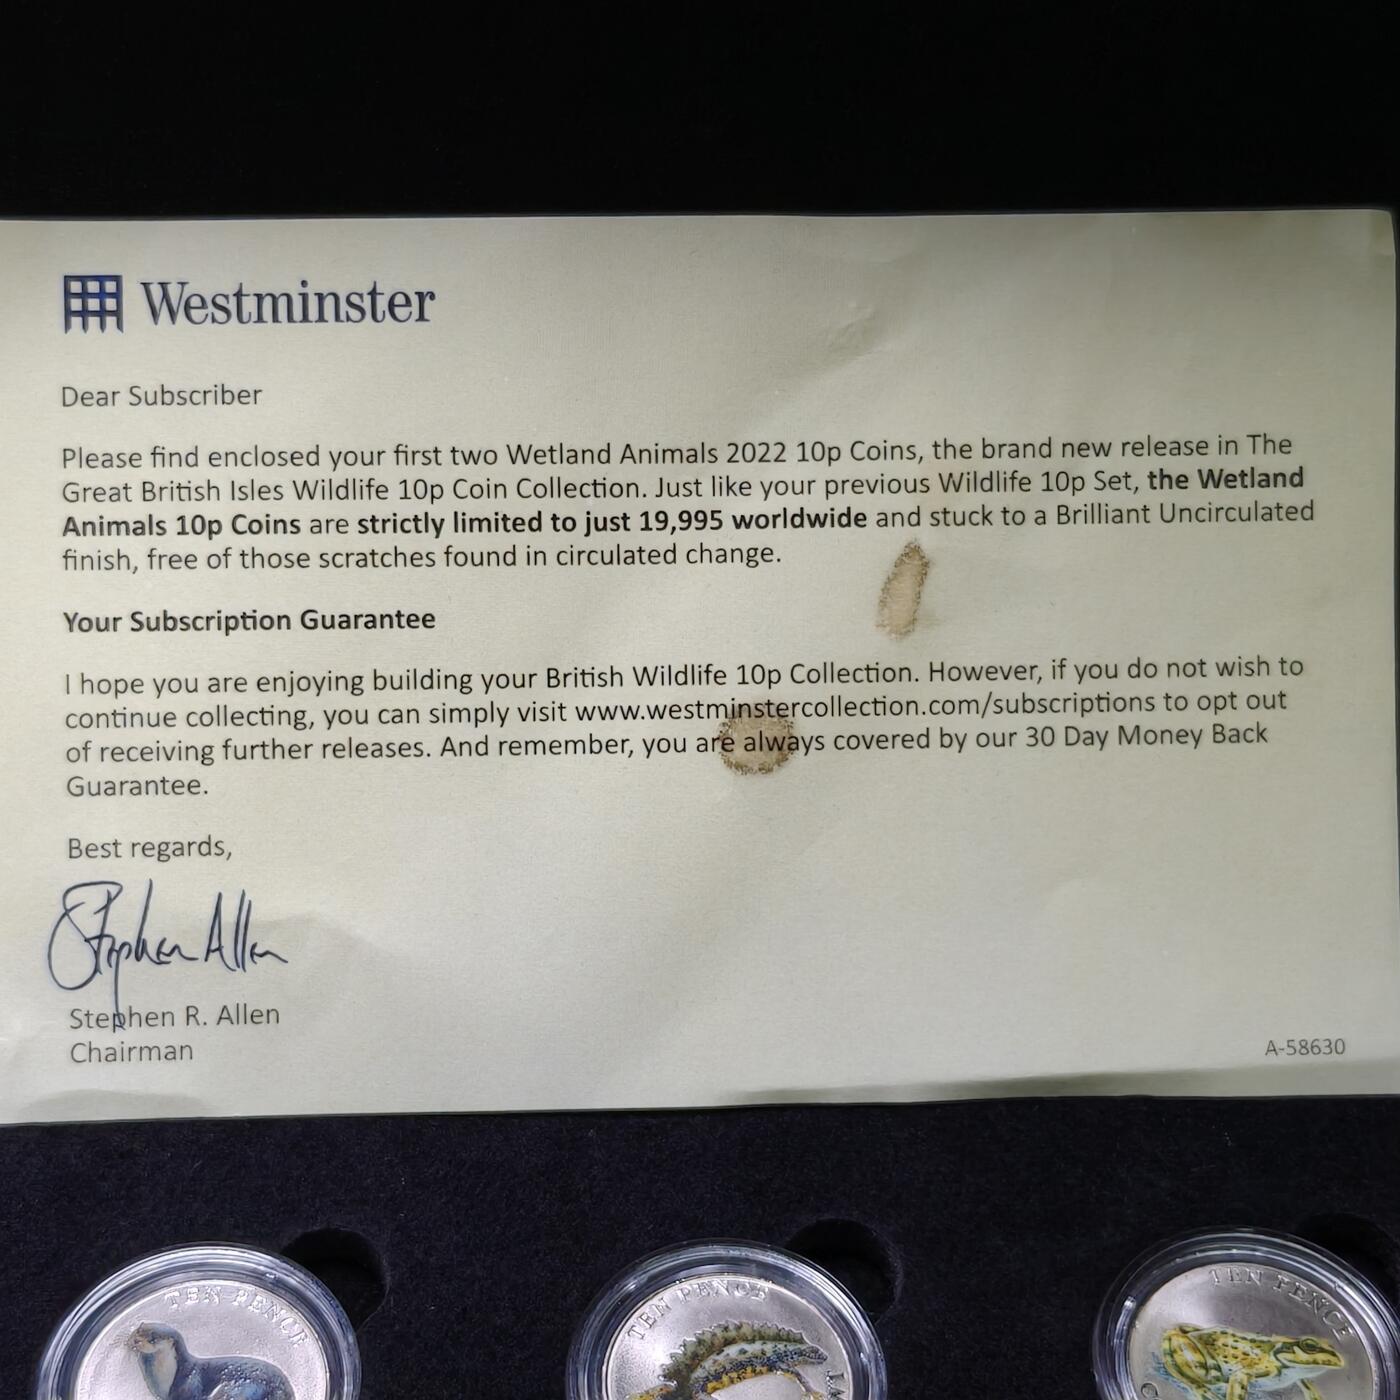 Westminster
Dear Subscriber
Please find enclosed your first two Wetland Animals 2022 10p Coins, the brand new release in The
Great British Isles Wildlife 10p Coin Collection. Just like your previous Wildlife 10p Set, the Wetland
Animals 10p Coins are strictly limited to just 19,995 worldwide and stuck to a Brilliant Uncirculated
finish, free of those scratches found in circulated change.
Your Subscription Guarantee
I hope you are enjoying building your British Wildlife 10p Collection. However, if you do not wish to
continue collecting, you can simply visit www.westminstercollection.com/subscriptions to opt out
of receiving further releases. And remember, you are always covered by our 30 Day Money Back
Guarantee.
Best regards,
Stephen Allen
Stephen R. Allen
Chairman
A-58630
TEN PENCE
TEN PENCE
TEN PENCE